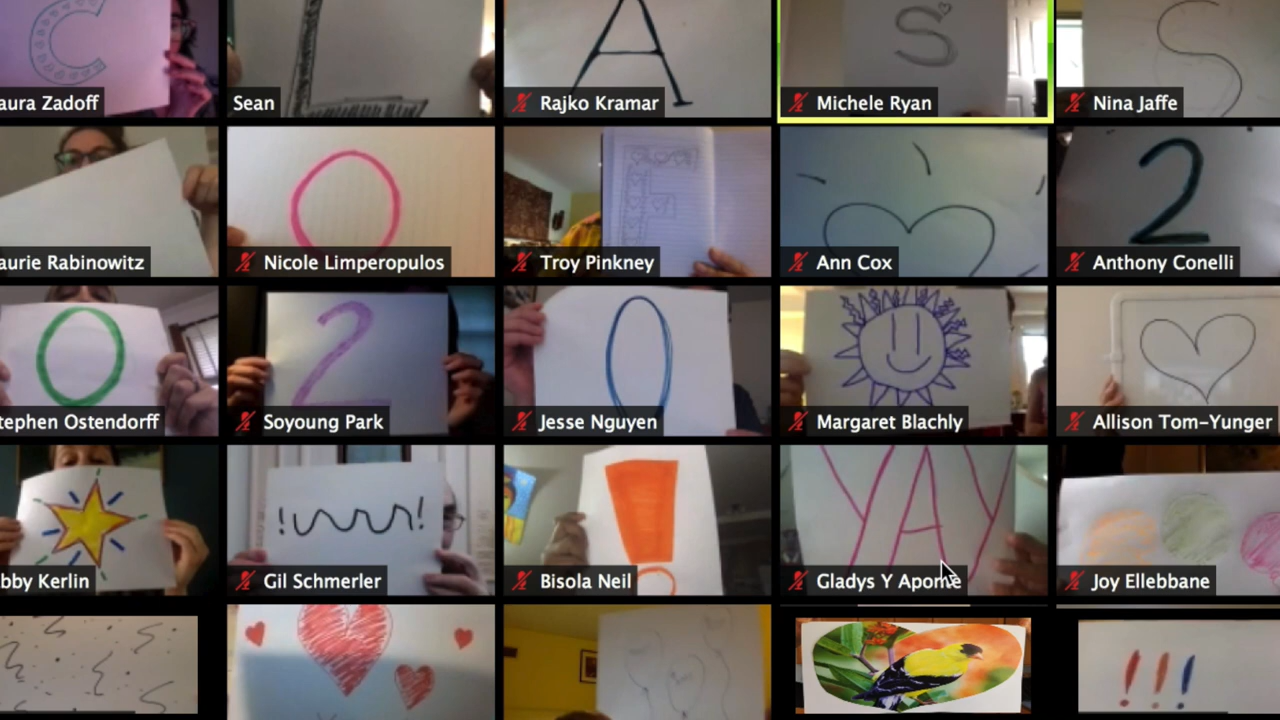 C L A S S
aura Zadoff Sean Rajko Kramar Michele Ryan Nina Jaffe
O F 2
aurie Rabinowitz Nicole Limperopulos Troy Pinkney Ann Cox Anthony Conelli
0 2 0
tephen Ostendorff Soyoung Park Jesse Nguyen Margaret Blachly Allison Tom-Yunger
! ! ! YAY
bby Kerlin Gil Schmerler Bisola Neil Gladys Y Aponte Joy Ellebbane
!!!